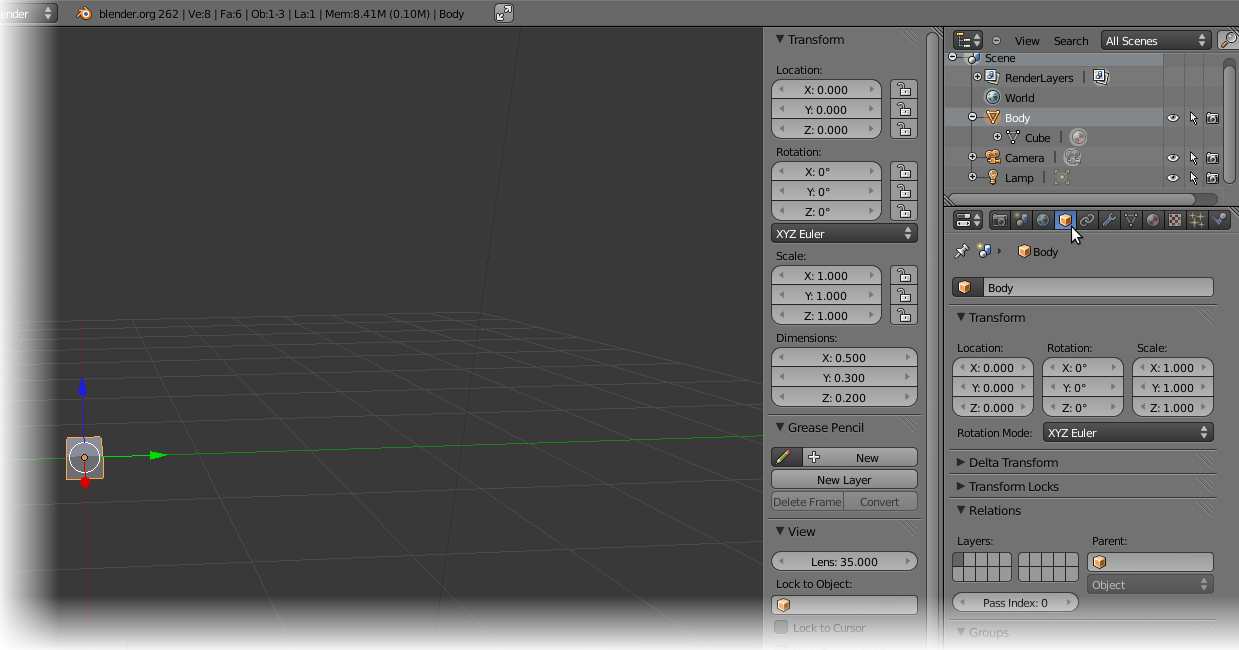 ender blender.org 262 | Ve:8 | Fa:6 | Ob:1-3 | La:1 | Mem:8.41M (0.10M) | Body
Transform
Location:
X: 0.000
Y: 0.000
Z: 0.000
Rotation:
X: 0°
Y: 0°
Z: 0°
XYZ Euler
Scale:
X: 1.000
Y: 1.000
Z: 1.000
Dimensions:
X: 0.500
Y: 0.300
Z: 0.200
Grease Pencil
New
New Layer
Delete Frame Convert
View
Lens: 35.000
Lock to Object:
Lock to Cursor
View Search All Scenes
Scene
RenderLayers |
World
Body
Cube |
Camera |
Lamp |
Body
Body
Transform
Location: Rotation: Scale:
X: 0.000 X: 0° X: 1.000
Y: 0.000 Y: 0° Y: 1.000
Z: 0.000 Z: 0° Z: 1.000
Rotation Mode: XYZ Euler
Delta Transform
Transform Locks
Relations
Layers: Parent:
Object
Pass Index: 0
Groups